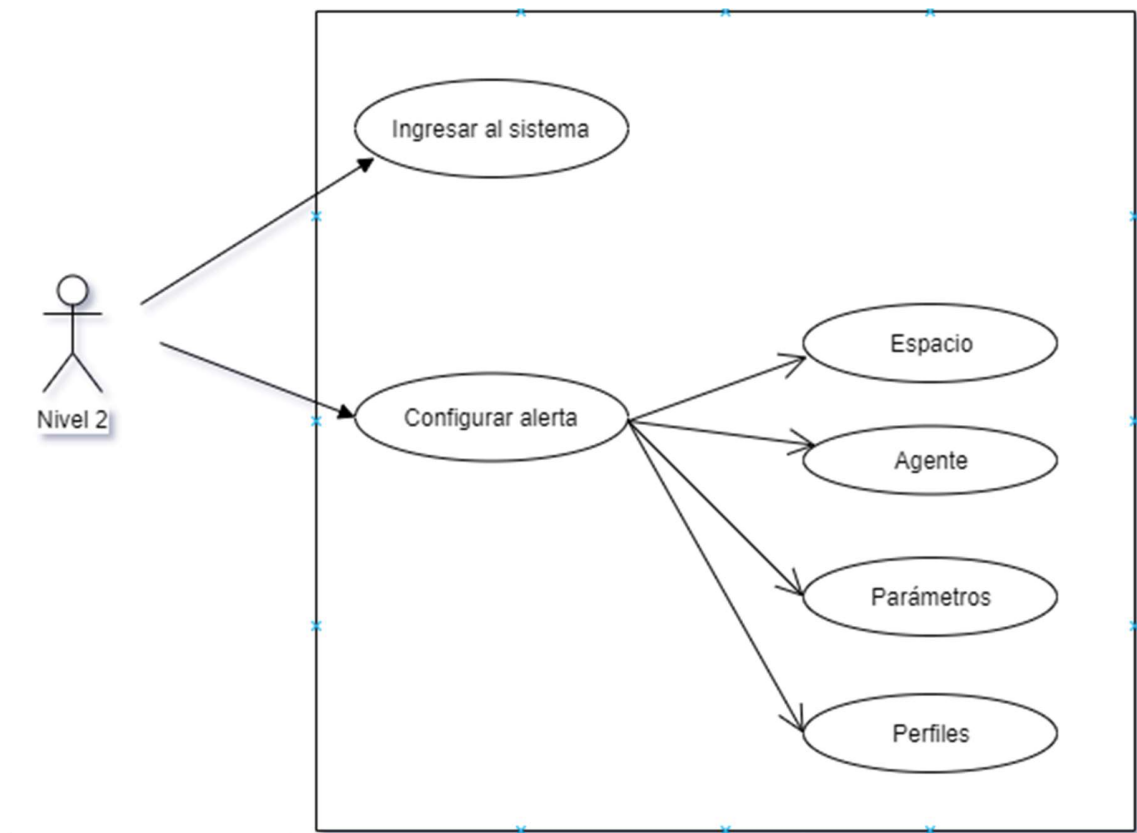 Ingresar al sistema
Nivel 2
Configurar alerta
Espacio
Agente
Parámetros
Perfiles